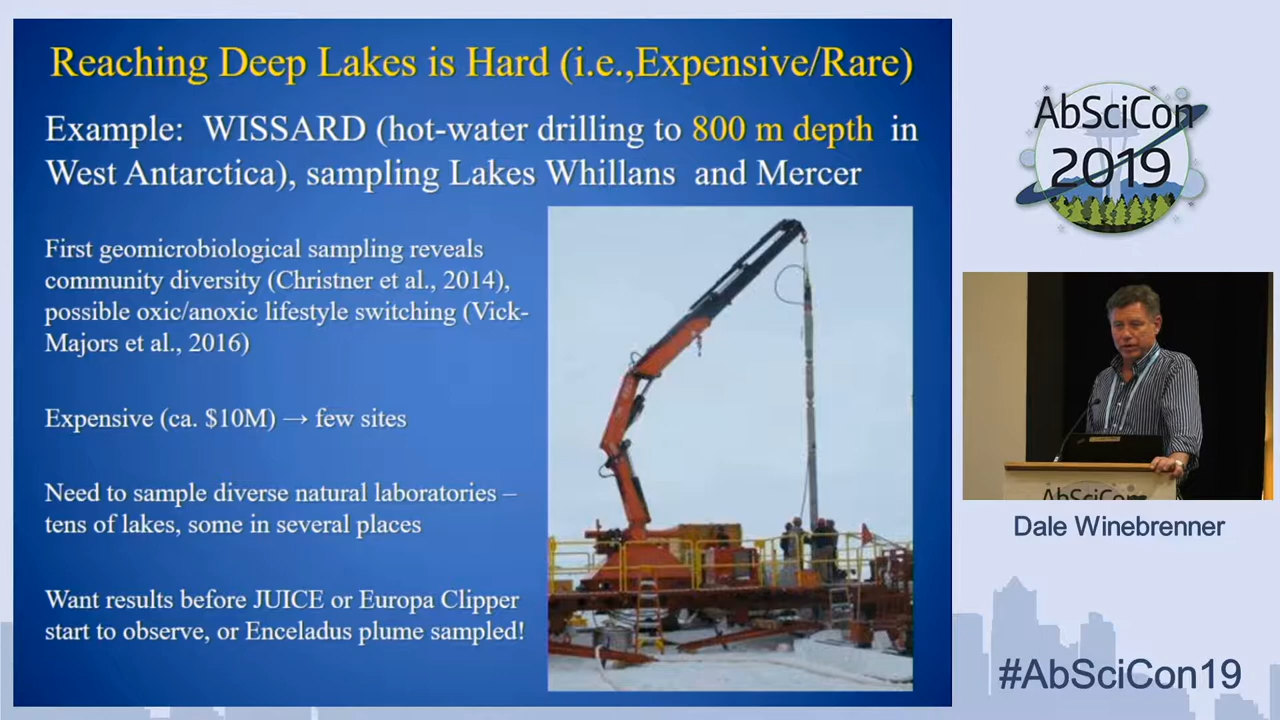 Reaching Deep Lakes is Hard (i.e.,Expensive/Rare)
Example: WISSARD (hot-water drilling to 800 m depth in
West Antarctica), sampling Lakes Whillans and Mercer
First geomicrobiological sampling reveals
community diversity (Christner et al., 2014),
possible oxic/anoxic lifestyle switching (Vick-
Majors et al., 2016)
Expensive (ca. $10M) → few sites
Need to sample diverse natural laboratories –
tens of lakes, some in several places
Want results before JUICE or Europa Clipper
start to observe, or Enceladus plume sampled!
AbSciCon
2019
AbSciCon
Dale Winebrenner
#AbSciCon19